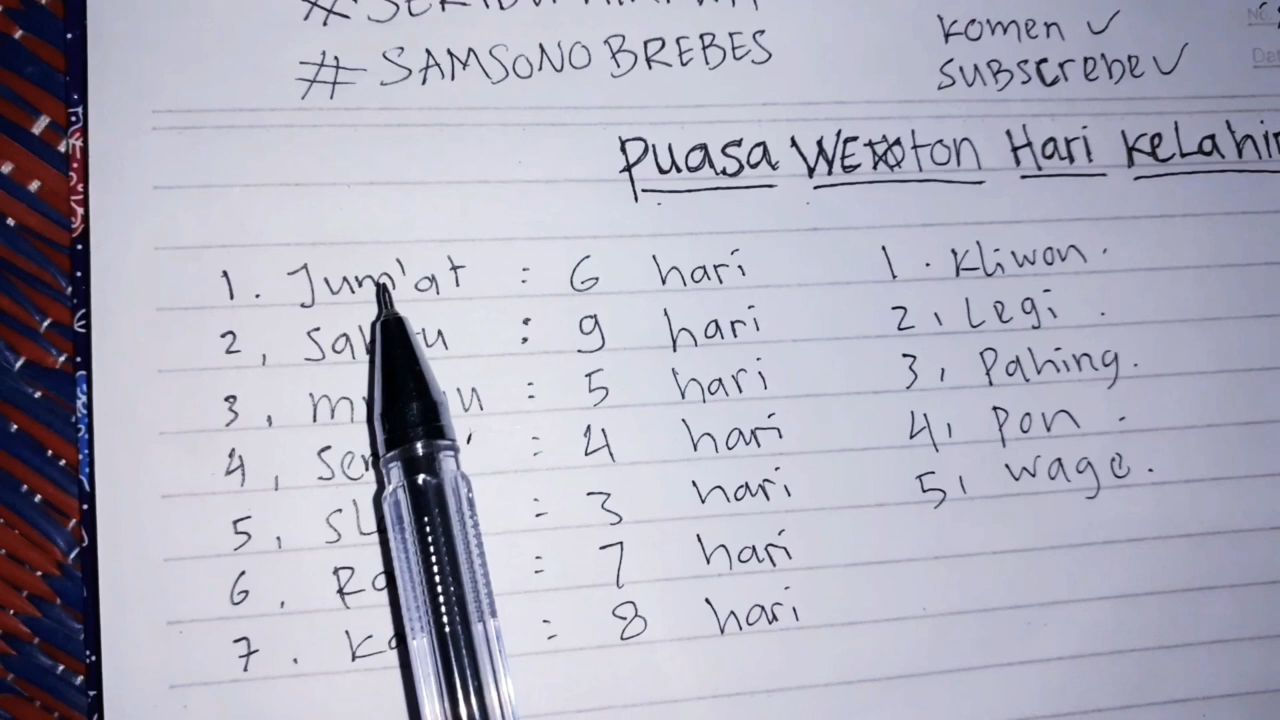 # SAMSONO BREBES
komen ✓
subscrebe ✓
Puasa Weton Hari Kelahir
1. Jum'at : 6 hari
2, : 9 hari
3, : 5 hari
4, : 4 hari
5, : 3 hari
6. : 7 hari
7. : 8 hari
1. Kliwon.
2, Legi.
3, Pahing.
4, Pon.
5, Wage.